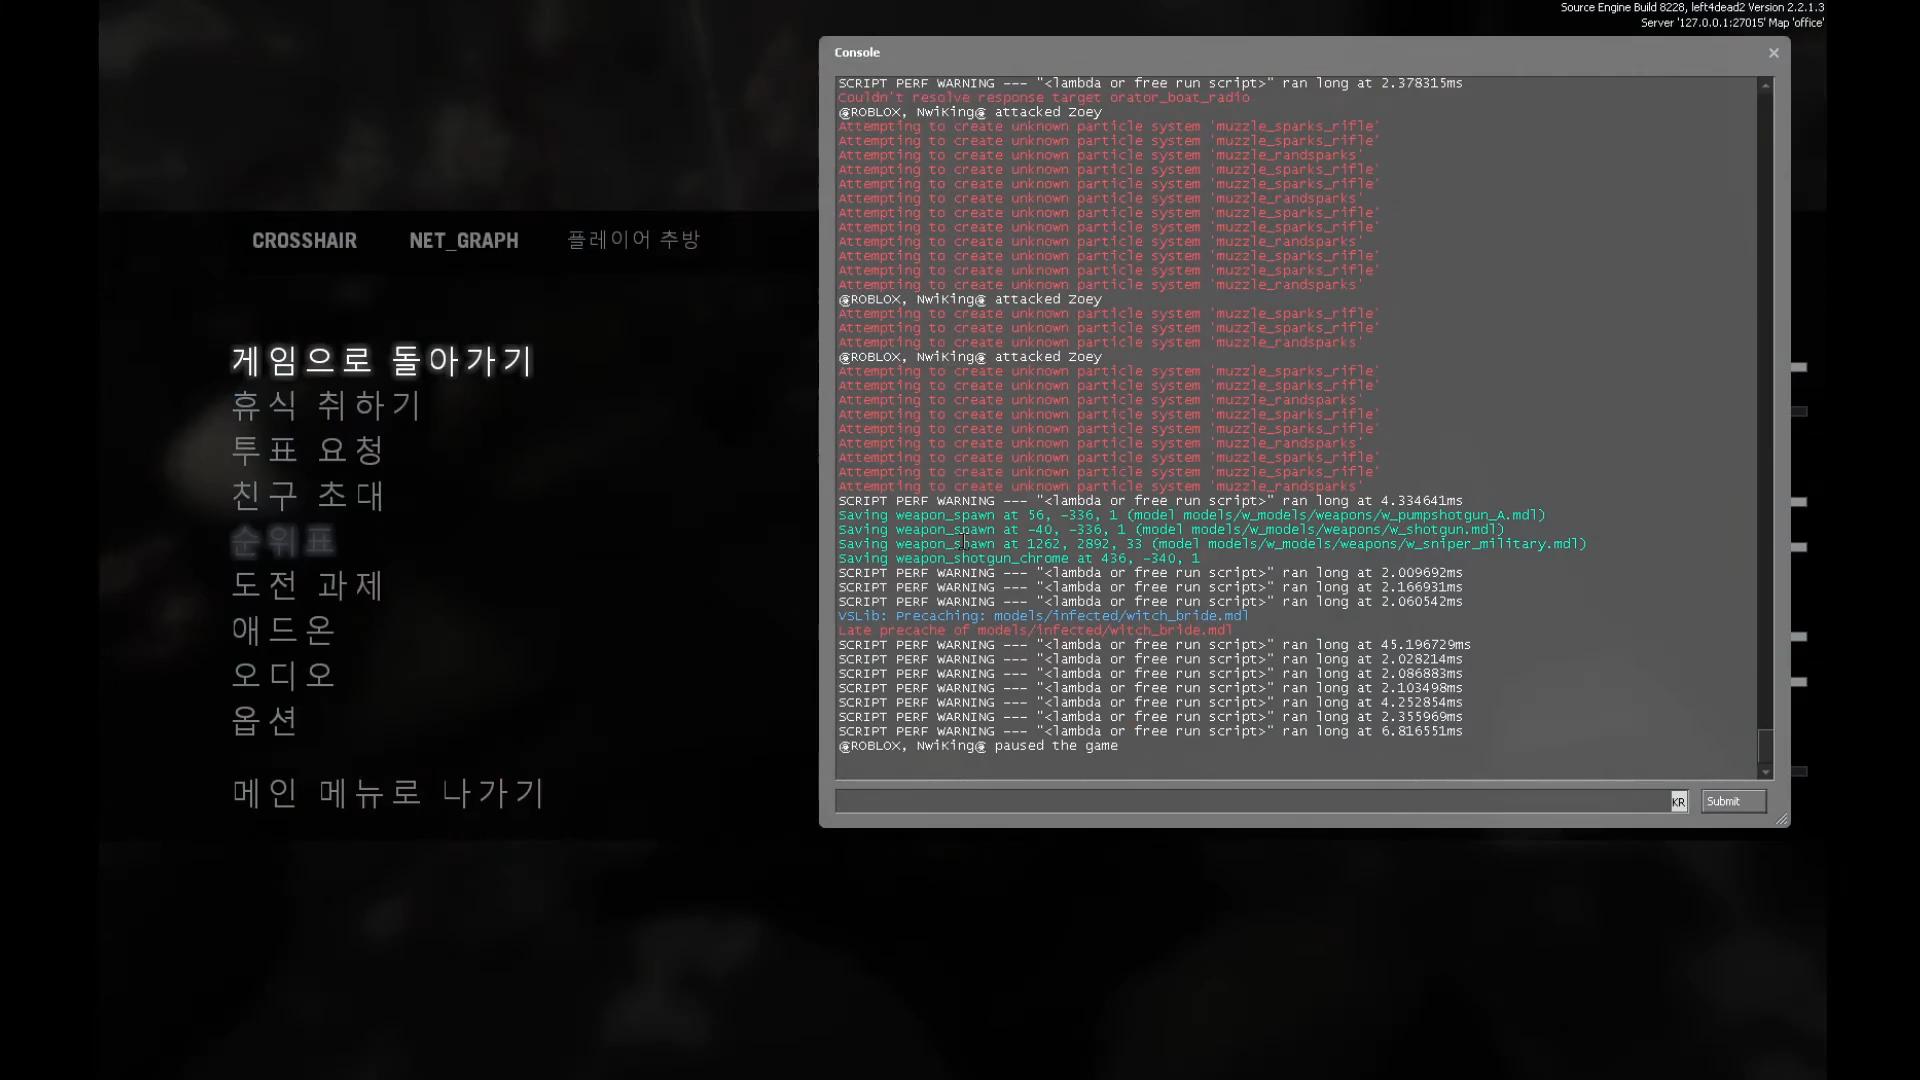 Source Engine Build 8228, left4dead2 Version 2.2.1.3
Server '127.0.0.1:27015' Map 'office'
Console
SCRIPT PERF WARNING --- "<lambda or free run script>" ran long at 2.378315ms
Couldn't resolve response target orator_boat_radio
@ROBLOX, NwiKing@ attacked Zoey
Attempting to create unknown particle system 'muzzle_sparks_rifle'
Attempting to create unknown particle system 'muzzle_sparks_rifle'
Attempting to create unknown particle system 'muzzle_randsparks'
Attempting to create unknown particle system 'muzzle_sparks_rifle'
Attempting to create unknown particle system 'muzzle_sparks_rifle'
Attempting to create unknown particle system 'muzzle_randsparks'
Attempting to create unknown particle system 'muzzle_sparks_rifle'
Attempting to create unknown particle system 'muzzle_sparks_rifle'
Attempting to create unknown particle system 'muzzle_randsparks'
Attempting to create unknown particle system 'muzzle_sparks_rifle'
Attempting to create unknown particle system 'muzzle_sparks_rifle'
Attempting to create unknown particle system 'muzzle_randsparks'
@ROBLOX, NwiKing@ attacked Zoey
Attempting to create unknown particle system 'muzzle_sparks_rifle'
Attempting to create unknown particle system 'muzzle_sparks_rifle'
Attempting to create unknown particle system 'muzzle_randsparks'
@ROBLOX, NwiKing@ attacked Zoey
Attempting to create unknown particle system 'muzzle_sparks_rifle'
Attempting to create unknown particle system 'muzzle_sparks_rifle'
Attempting to create unknown particle system 'muzzle_randsparks'
Attempting to create unknown particle system 'muzzle_sparks_rifle'
Attempting to create unknown particle system 'muzzle_sparks_rifle'
Attempting to create unknown particle system 'muzzle_randsparks'
Attempting to create unknown particle system 'muzzle_sparks_rifle'
Attempting to create unknown particle system 'muzzle_sparks_rifle'
Attempting to create unknown particle system 'muzzle_randsparks'
SCRIPT PERF WARNING --- "<lambda or free run script>" ran long at 4.334641ms
Saving weapon_spawn at 56, -336, 1 (model models/w_models/weapons/w_pumpshotgun_A.mdl)
Saving weapon_spawn at -40, -336, 1 (model models/w_models/weapons/w_shotgun.mdl)
Saving weapon_spawn at 1262, 2892, 33 (model models/w_models/weapons/w_sniper_military.mdl)
Saving weapon_shotgun_chrome at 436, -340, 1
SCRIPT PERF WARNING --- "<lambda or free run script>" ran long at 2.009692ms
SCRIPT PERF WARNING --- "<lambda or free run script>" ran long at 2.166931ms
SCRIPT PERF WARNING --- "<lambda or free run script>" ran long at 2.060542ms
VSLib: Precaching: models/infected/witch_bride.mdl
Late precache of models/infected/witch_bride.mdl
SCRIPT PERF WARNING --- "<lambda or free run script>" ran long at 45.196729ms
SCRIPT PERF WARNING --- "<lambda or free run script>" ran long at 2.028214ms
SCRIPT PERF WARNING --- "<lambda or free run script>" ran long at 2.086883ms
SCRIPT PERF WARNING --- "<lambda or free run script>" ran long at 2.103498ms
SCRIPT PERF WARNING --- "<lambda or free run script>" ran long at 4.252854ms
SCRIPT PERF WARNING --- "<lambda or free run script>" ran long at 2.355969ms
SCRIPT PERF WARNING --- "<lambda or free run script>" ran long at 6.816551ms
@ROBLOX, NwiKing@ paused the game
KR
Submit
CROSSHAIR NET_GRAPH 플레이어 추방
게임으로 돌아가기
휴식 취하기
투표 요청
친구 초대
순위표
도전 과제
애드온
오디오
옵션
메인 메뉴로 나가기